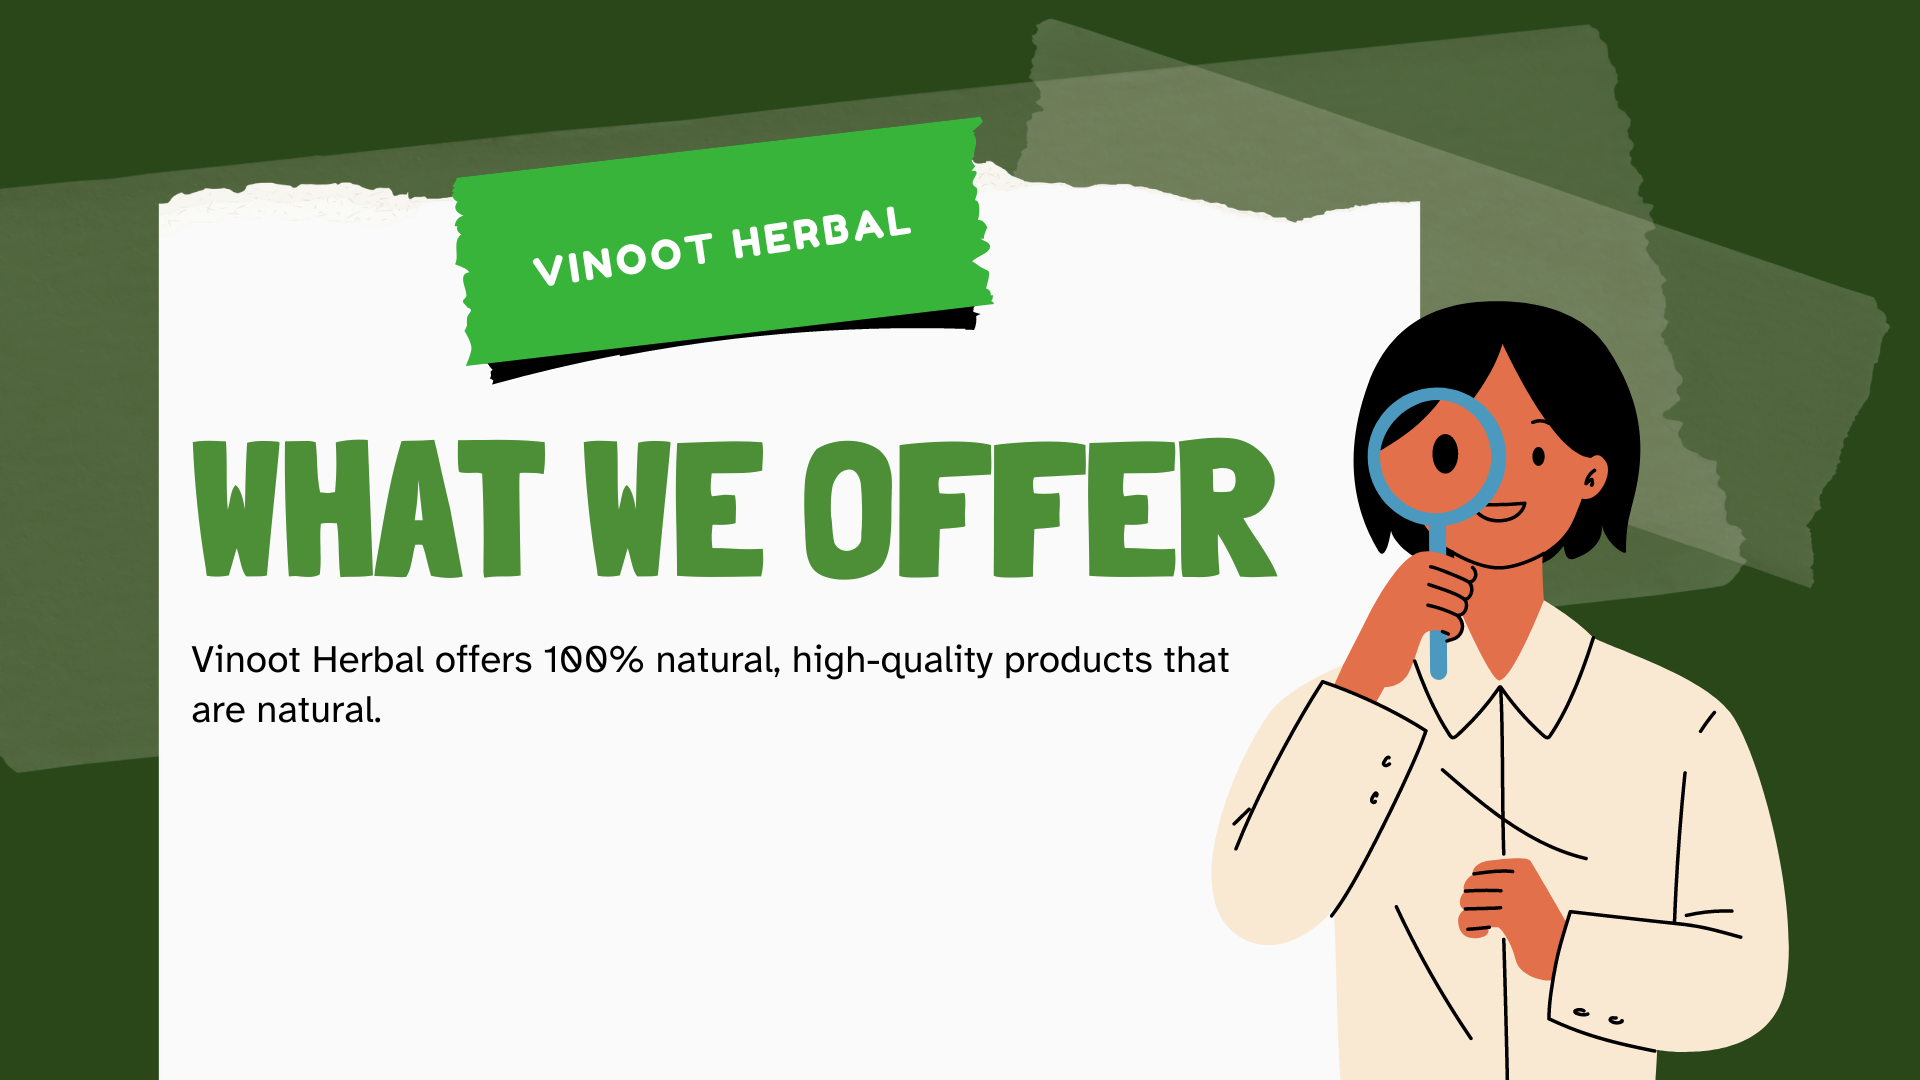 VINOOT HERBAL
WHAT WE OFFER
Vinoot Herbal offers 100% natural, high-quality products that
are natural.